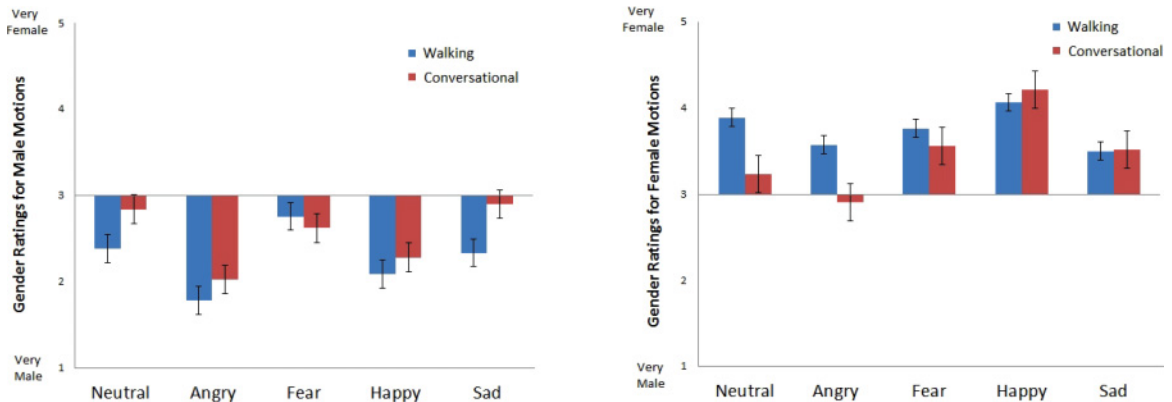 Very
Female
5
4
3
2
1
Very
Male
Gender Ratings for Male Motions
Walking
Conversational
Neutral Angry Fear Happy Sad
Very
Female
5
4
3
2
1
Very
Male
Gender Ratings for Female Motions
Walking
Conversational
Neutral Angry Fear Happy Sad